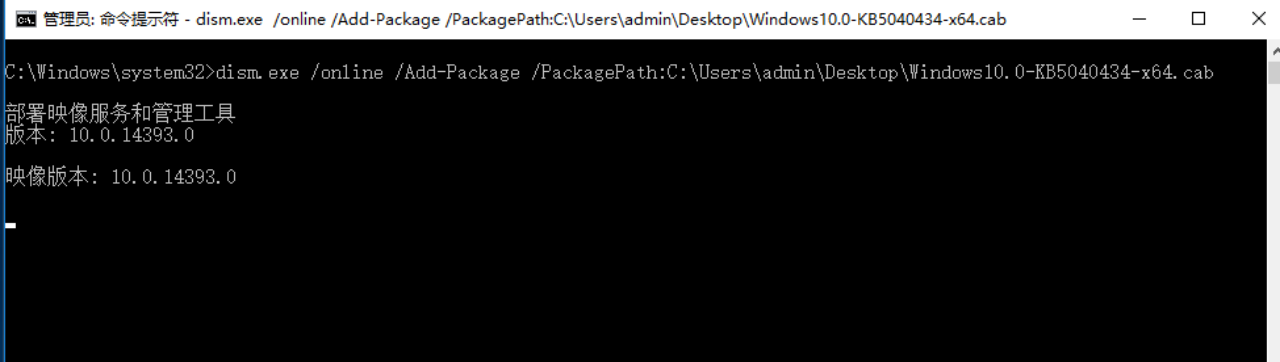 管理员: 命令提示符 - dism.exe  /online /Add-Package /PackagePath:C:\Users\admin\Desktop\Windows10.0-KB5040434-x64.cab
C:\Windows\system32>dism.exe /online /Add-Package /PackagePath:C:\Users\admin\Desktop\Windows10.0-KB5040434-x64.cab
部署映像服务和管理工具
版本: 10.0.14393.0
映像版本: 10.0.14393.0